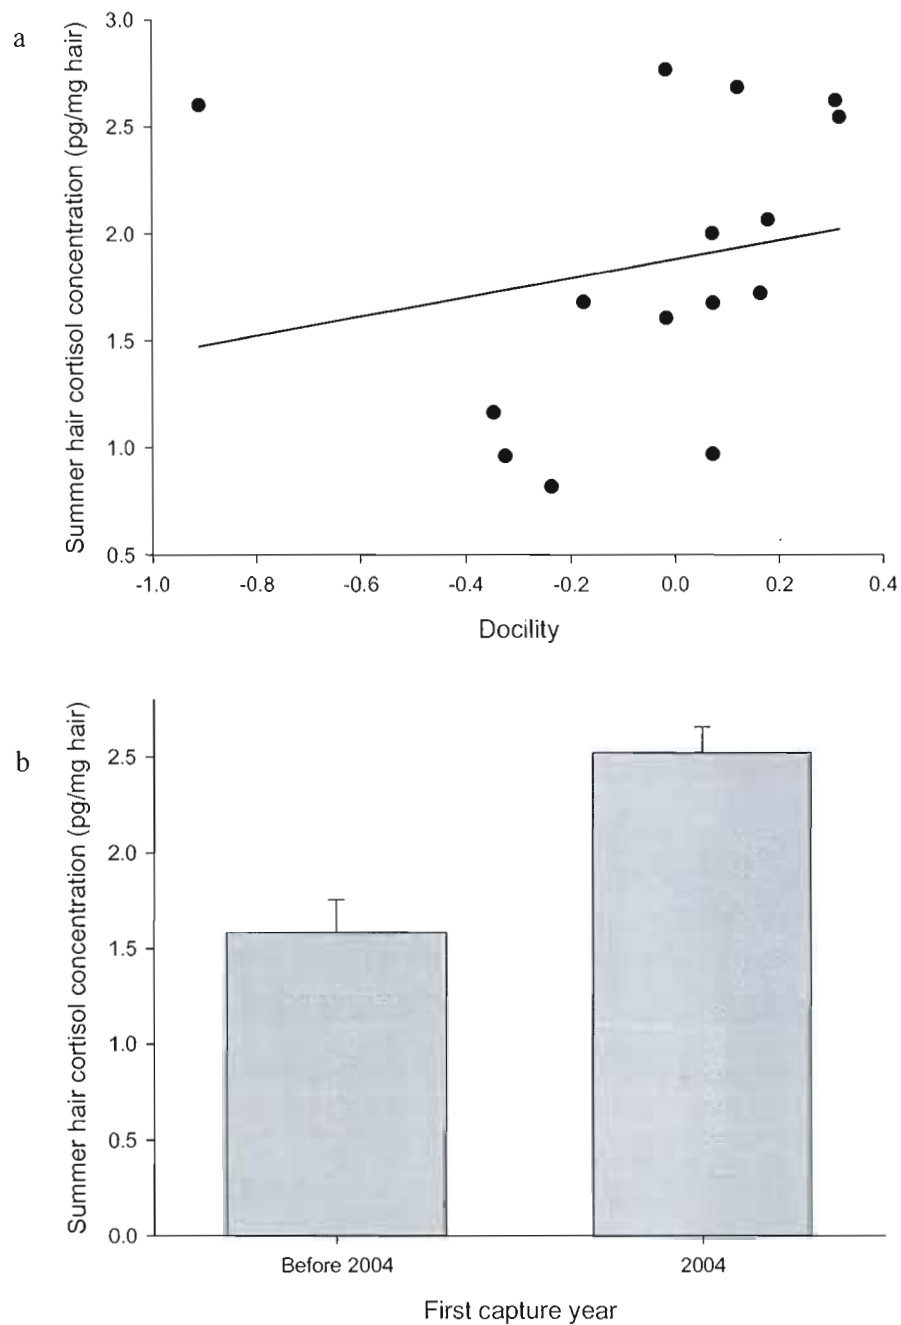 a
Summer hair cortisol concentration (pg/mg hair)
3.0
2.5
2.0
1.5
1.0
0.5
-1.0 -0.8 -0.6 -0.4 -0.2 0.0 0.2 0.4
Docility
b
Summer hair cortisol concentration (pg/mg hair)
2.5
2.0
1.5
1.0
0.5
0.0
Before 2004 2004
First capture year